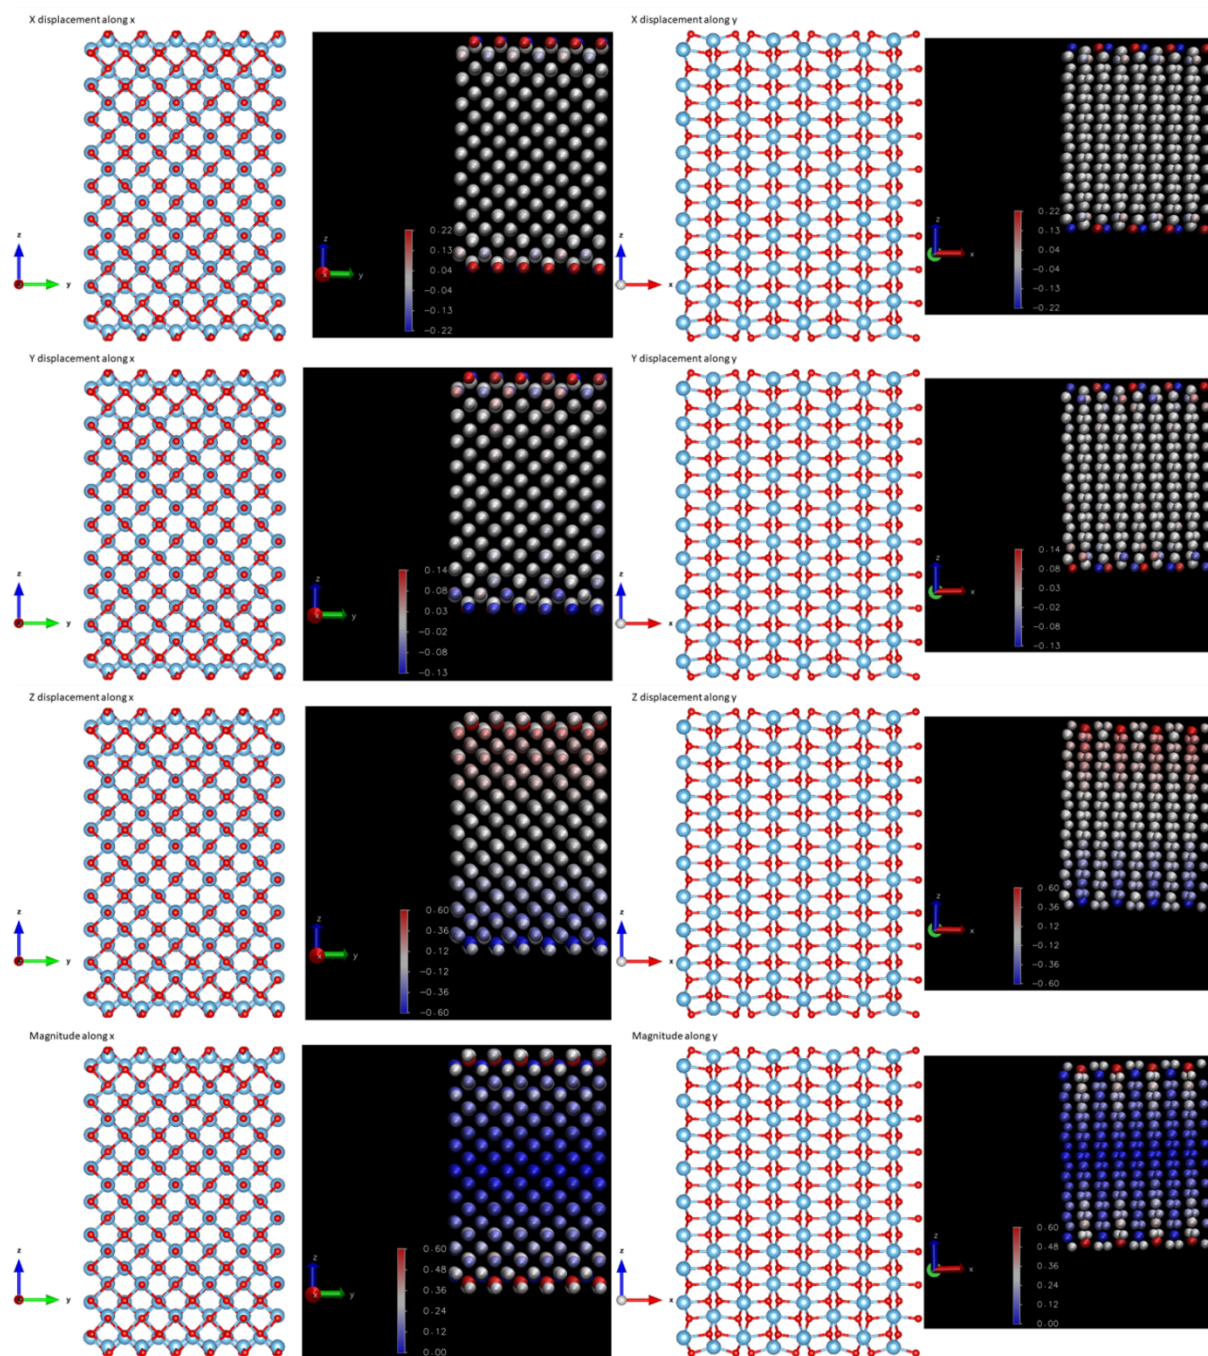 X displacement along x
X displacement along y
z
y
z
y
0.22
0.13
0.04
-0.04
-0.13
-0.22
z
x
z
x
0.22
0.13
0.04
-0.04
-0.13
-0.22
Y displacement along x
Y displacement along y
z
y
z
y
0.14
0.08
0.03
-0.02
-0.08
-0.13
z
x
z
x
0.14
0.08
0.03
-0.02
-0.08
-0.13
Z displacement along x
Z displacement along y
z
y
z
y
0.60
0.36
0.12
-0.12
-0.36
-0.60
z
x
z
x
0.60
0.36
0.12
-0.12
-0.36
-0.60
Magnitude along x
Magnitude along y
z
y
z
y
0.60
0.48
0.36
0.24
0.12
0.00
z
x
z
x
0.60
0.48
0.36
0.24
0.12
0.00